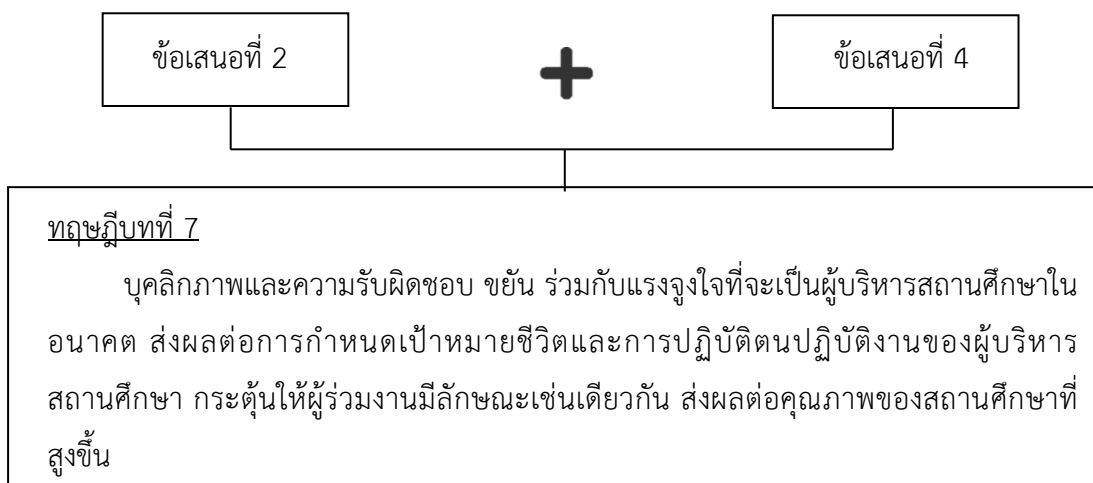 ข้อเสนอที่ 2
ข้อเสนอที่ 4
ทฤษฎีบทที่ 7
บุคลิกภาพและความรับผิดชอบ ขยัน ร่วมกับแรงจูงใจที่จะเป็นผู้บริหารสถานศึกษาใน
อนาคต ส่งผลต่อการกำหนดเป้าหมายชีวิตและการปฏิบัติตนปฏิบัติงานของผู้บริหาร
สถานศึกษา กระตุ้นให้ผู้ร่วมงานมีลักษณะเช่นเดียวกัน ส่งผลต่อคุณภาพของสถานศึกษาที่
สูงขึ้น